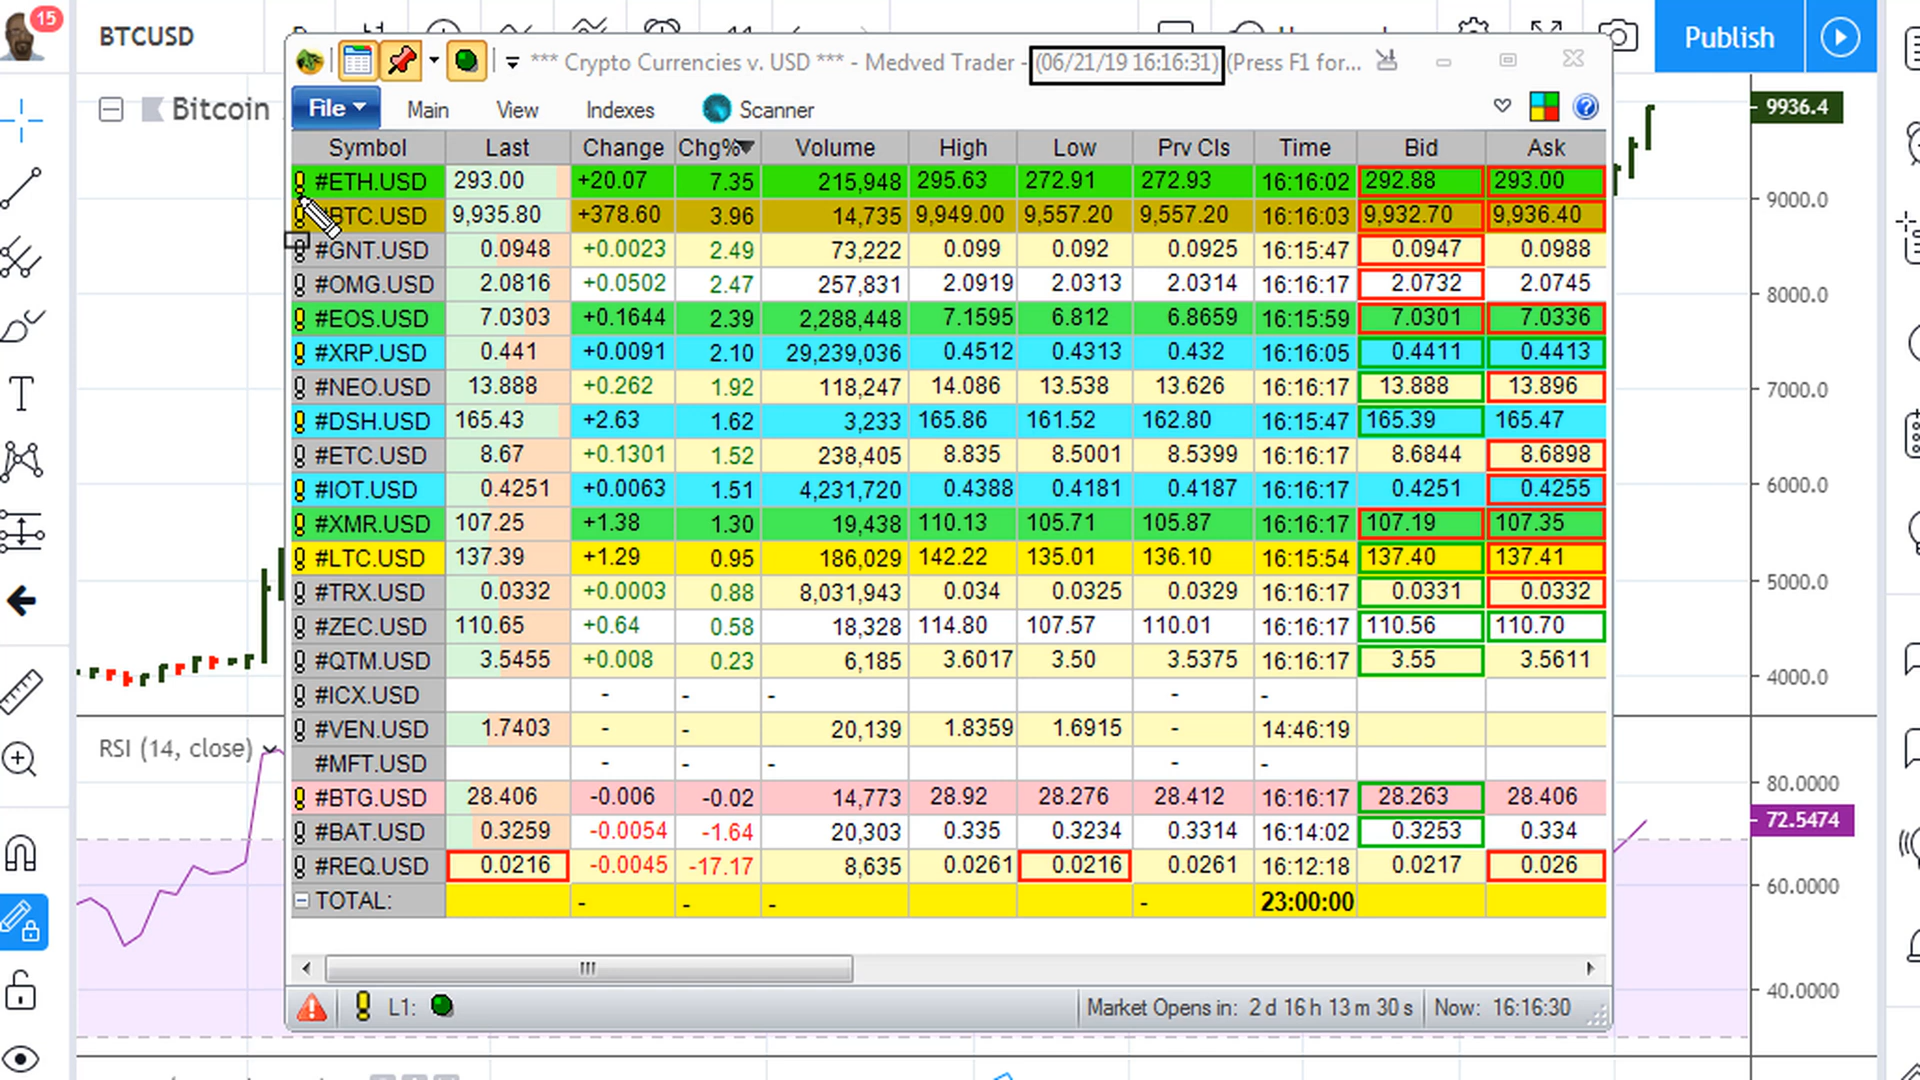 15
BTCUSD
Publish
*** Crypto Currencies v. USD *** - Medved Trader - (06/21/19 16:16:31) (Press F1 for...
Bitcoin
File Main View Indexes Scanner
9936.4
Symbol Last Change Chg% Volume High Low Prv Cls Time Bid Ask
#ETH.USD 293.00 +20.07 7.35 215,948 295.63 272.91 272.93 16:16:02 292.88 293.00
#BTC.USD 9,935.80 +378.60 3.96 14,735 9,949.00 9,557.20 9,557.20 16:16:03 9,932.70 9,936.40
#GNT.USD 0.0948 +0.0023 2.49 73,222 0.099 0.092 0.0925 16:15:47 0.0947 0.0988
#OMG.USD 2.0816 +0.0502 2.47 257,831 2.0919 2.0313 2.0314 16:16:17 2.0732 2.0745
#EOS.USD 7.0303 +0.1644 2.39 2,288,448 7.1595 6.812 6.8659 16:15:59 7.0301 7.0336
#XRP.USD 0.441 +0.0091 2.10 29,239,036 0.4512 0.4313 0.432 16:16:05 0.4411 0.4413
#NEO.USD 13.888 +0.262 1.92 118,247 14.086 13.538 13.626 16:16:17 13.888 13.896
#DSH.USD 165.43 +2.63 1.62 3,233 165.86 161.52 162.80 16:15:47 165.39 165.47
#ETC.USD 8.67 +0.1301 1.52 238,405 8.835 8.5001 8.5399 16:16:17 8.6844 8.6898
#IOT.USD 0.4251 +0.0063 1.51 4,231,720 0.4388 0.4181 0.4187 16:16:17 0.4251 0.4255
#XMR.USD 107.25 +1.38 1.30 19,438 110.13 105.71 105.87 16:16:17 107.19 107.35
#LTC.USD 137.39 +1.29 0.95 186,029 142.22 135.01 136.10 16:15:54 137.40 137.41
#TRX.USD 0.0332 +0.0003 0.88 8,031,943 0.034 0.0325 0.0329 16:16:17 0.0331 0.0332
#ZEC.USD 110.65 +0.64 0.58 18,328 114.80 107.57 110.01 16:16:17 110.56 110.70
#QTM.USD 3.5455 +0.008 0.23 6,185 3.6017 3.50 3.5375 16:16:17 3.55 3.5611
#ICX.USD - - - - -
#VEN.USD 1.7403 - - 20,139 1.8359 1.6915 - 14:46:19
#MFT.USD - - - - -
#BTG.USD 28.406 -0.006 -0.02 14,773 28.92 28.276 28.412 16:16:17 28.263 28.406
#BAT.USD 0.3259 -0.0054 -1.64 20,303 0.335 0.3234 0.3314 16:14:02 0.3253 0.334
#REQ.USD 0.0216 -0.0045 -17.17 8,635 0.0261 0.0216 0.0261 16:12:18 0.0217 0.026
TOTAL: - - - - 23:00:00
L1: Market Opens in: 2 d 16 h 13 m 30 s Now: 16:16:30
9000.0
8000.0
7000.0
6000.0
5000.0
4000.0
RSI (14, close)
80.0000
72.5474
60.0000
40.0000